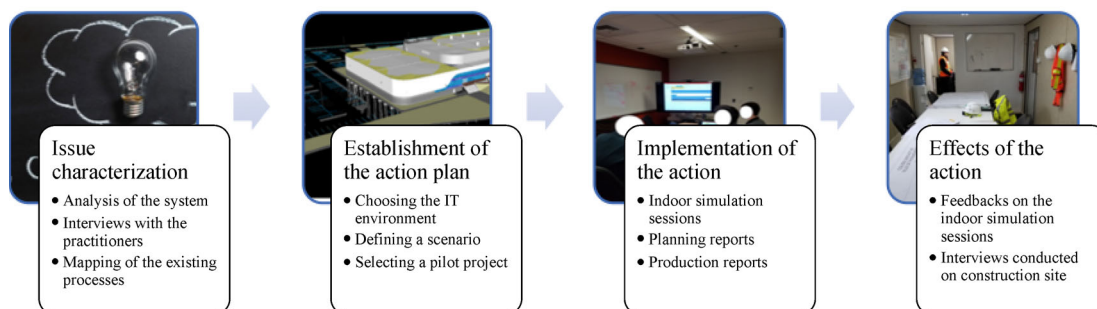 Issue
characterization
• Analysis of the system
• Interviews with the
practitioners
• Mapping of the existing
processes
Establishment of
the action plan
• Choosing the IT
environment
• Defining a scenario
• Selecting a pilot project
Implementation of
the action
• Indoor simulation
sessions
• Planning reports
• Production reports
Effects of the
action
• Feedbacks on the
indoor simulation
sessions
• Interviews conducted
on construction site